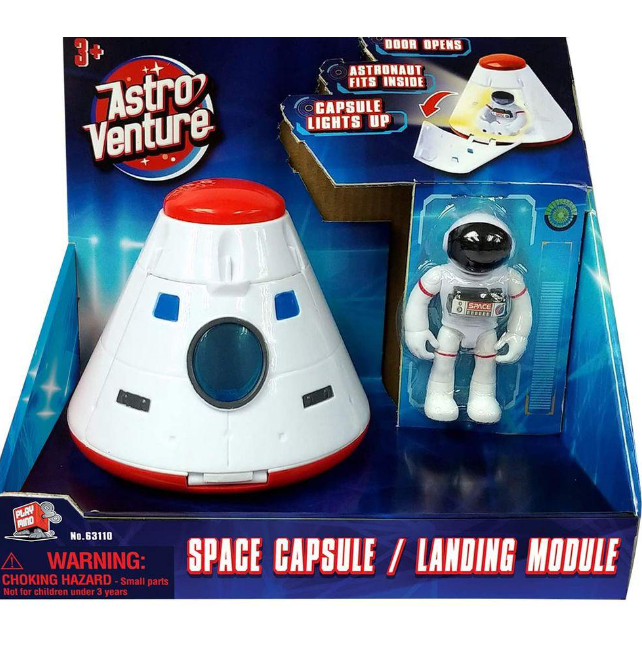 3+
Astro
Venture
DOOR OPENS
ASTRONAUT
FITS INSIDE
CAPSULE
LIGHTS UP
SPACE
PLAY
MIND
No.63110
WARNING:
CHOKING HAZARD - Small parts
Not for children under 3 years
SPACE CAPSULE / LANDING MODULE